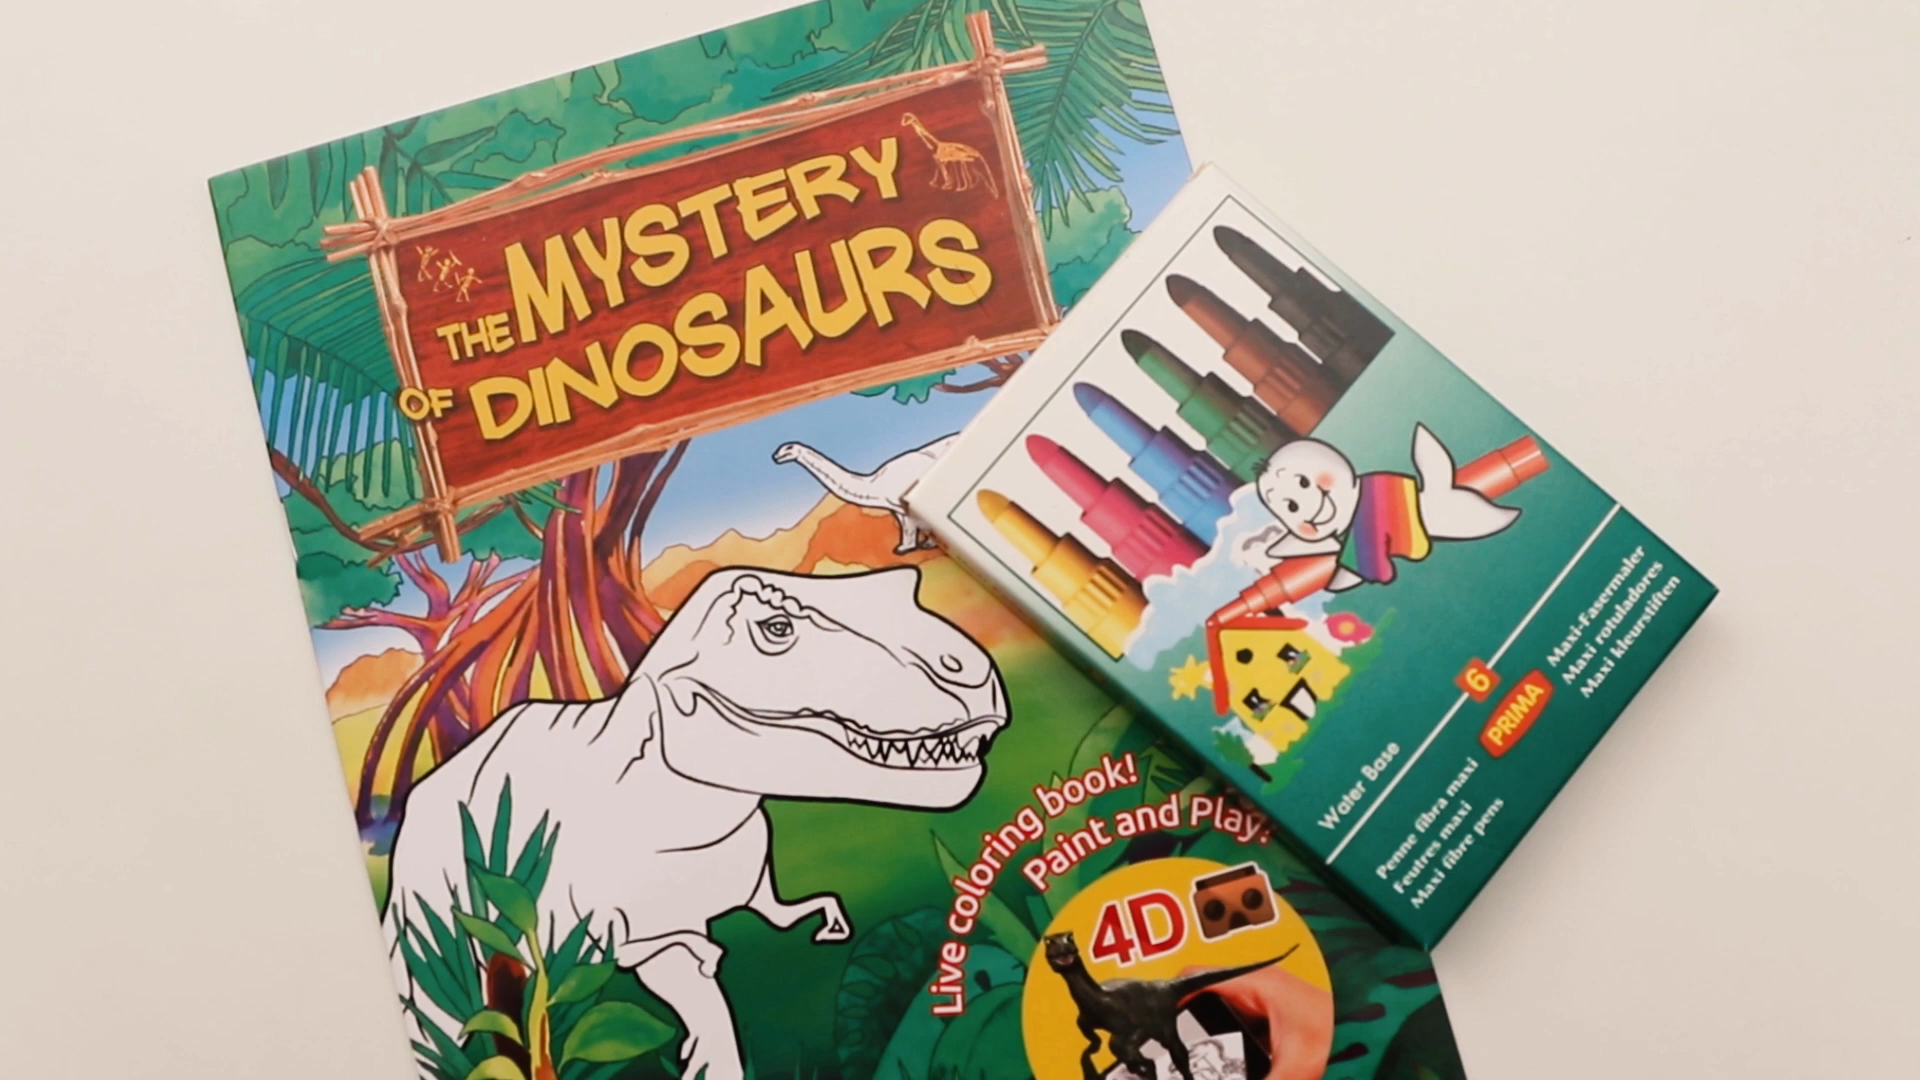 THE MYSTERY
OF DINOSAURS
Live coloring book!
Paint and Play!
4D
Water Base
6
PRIMA
Maxi-Fasermaler
Maxi rotuladores
Maxi kleurstiften
Penne fibra maxi
Feutres maxi
Maxi fibre pens